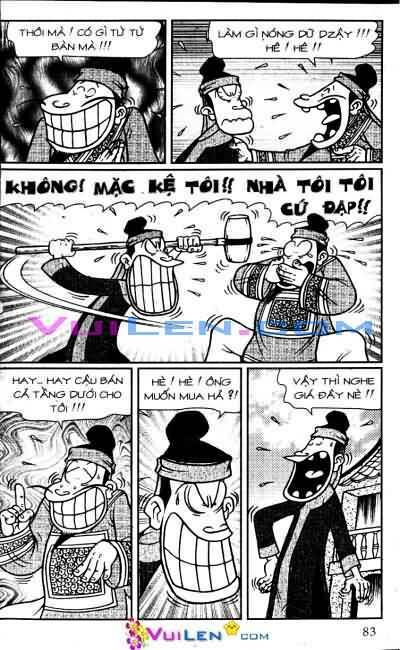 THÔI MÀ! CÓ GÌ TỪ TỪ
BÀN MÀ!!!
LÀM GÌ NÓNG DỮ DZẬY!!!
HÊ! HÊ!!
KHÔNG! MẶC KỆ TÔI!! NHÀ TÔI TÔI
CỨ ĐẠP!!
VUILEN.COM
HAY... HAY CẬU BÁN
CẢ TẦNG DƯỚI CHO
TÔI!!!
HÈ! HÈ! ÔNG
MUỐN MUA HẢ?!
VẬY THÌ NGHE
GIÁ ĐÂY NÈ!!
83
VUILEN.COM